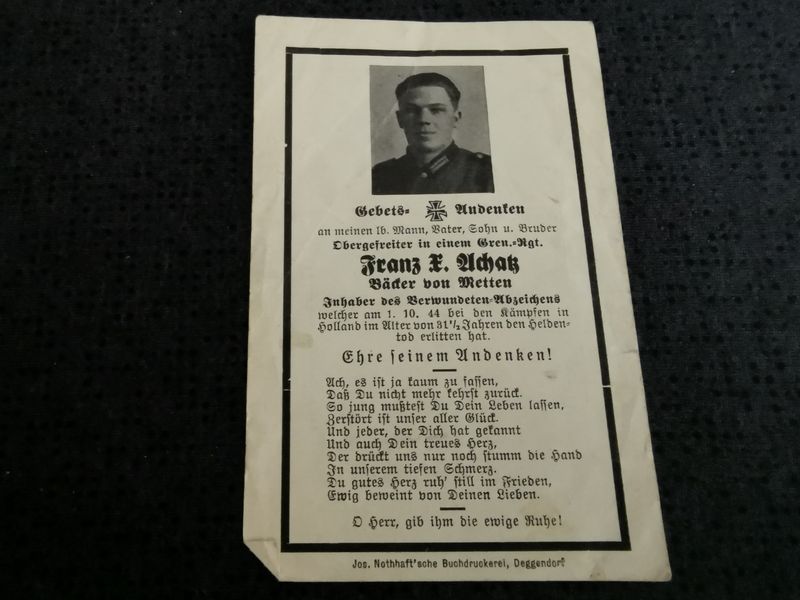 Gebets- Andenken
an meinen lb. Mann, Vater, Sohn u. Bruder
Obergefreiter in einem Gren.-Rgt.
Franz X. Achatz
Bäcker von Metten
Inhaber des Verwundeten-Abzeichens
welcher am 1. 10. 44 bei den Kämpfen in
Holland im Alter von 31½ Jahren den Helden-
tod erlitten hat.
Ehre seinem Andenken!
Ach, es ist ja kaum zu fassen,
Daß Du nicht mehr kehrst zurück.
So jung mußtest Du Dein Leben lassen,
Zerstört ist unser aller Glück.
Und jeder, der Dich hat gekannt
Und auch Dein treues Herz,
Der drückt uns nur noch stumm die Hand
In unserem tiefen Schmerz.
Du gutes Herz ruh' still im Frieden,
Ewig beweint von Deinen Lieben.
O Herr, gib ihm die ewige Ruhe!
Jos. Nothhaft'sche Buchdruckerei, Deggendorf